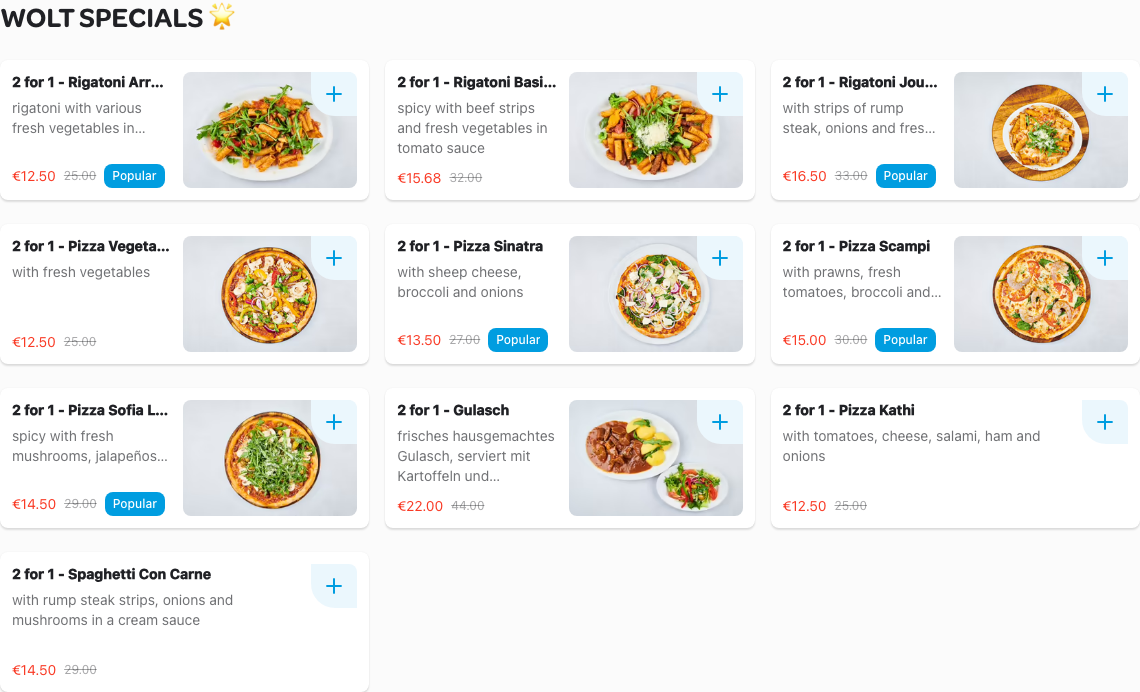 WOLT SPECIALS 🌟
2 for 1 - Rigatoni Arr...
rigatoni with various
fresh vegetables in...
€12.50 25.00 Popular
2 for 1 - Rigatoni Basi...
spicy with beef strips
and fresh vegetables in
tomato sauce
€15.68 32.00
2 for 1 - Rigatoni Jou...
with strips of rump
steak, onions and fres...
€16.50 33.00 Popular
2 for 1 - Pizza Vegeta...
with fresh vegetables
€12.50 25.00
2 for 1 - Pizza Sinatra
with sheep cheese,
broccoli and onions
€13.50 27.00 Popular
2 for 1 - Pizza Scampi
with prawns, fresh
tomatoes, broccoli and...
€15.00 30.00 Popular
2 for 1 - Pizza Sofia L...
spicy with fresh
mushrooms, jalapeños...
€14.50 29.00 Popular
2 for 1 - Gulasch
frisches hausgemachtes
Gulasch, serviert mit
Kartoffeln und...
€22.00 44.00
2 for 1 - Pizza Kathi
with tomatoes, cheese, salami, ham and
onions
€12.50 25.00
2 for 1 - Spaghetti Con Carne
with rump steak strips, onions and
mushrooms in a cream sauce
€14.50 29.00